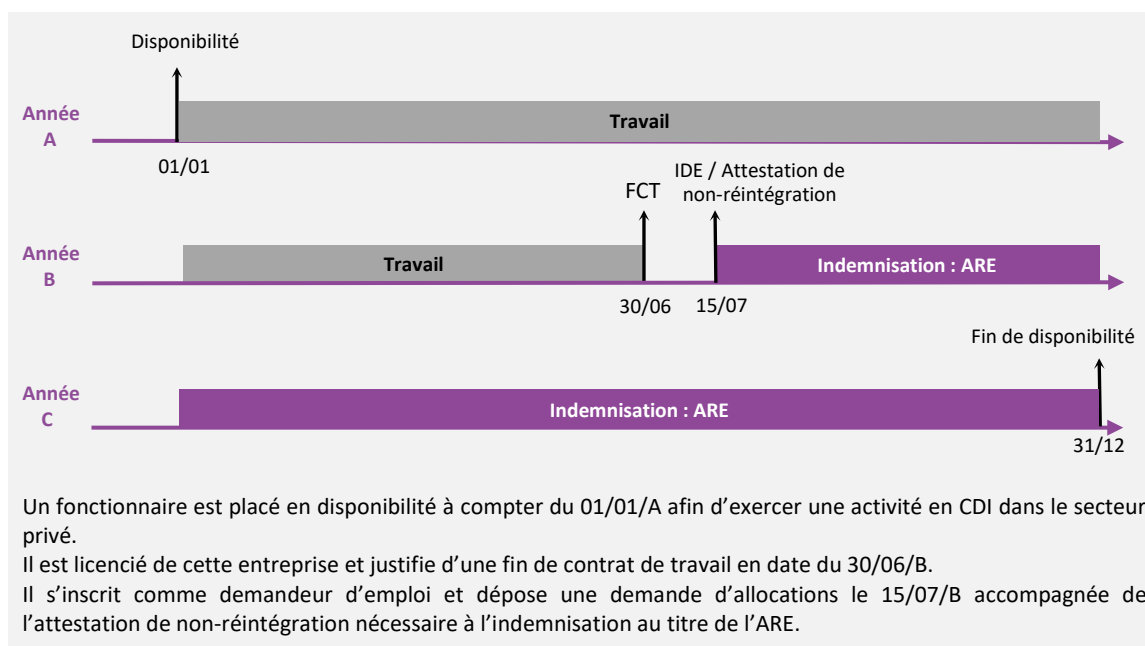 Disponibilité
Année
A
Travail
01/01
IDE / Attestation de
non-réintégration
FCT
Année
B
Travail
Indemnisation : ARE
30/06
15/07
Fin de disponibilité
Année
C
Indemnisation : ARE
31/12
Un fonctionnaire est placé en disponibilité à compter du 01/01/A afin d’exercer une activité en CDI dans le secteur
privé.
Il est licencié de cette entreprise et justifie d’une fin de contrat de travail en date du 30/06/B.
Il s’inscrit comme demandeur d’emploi et dépose une demande d’allocations le 15/07/B accompagnée de
l’attestation de non-réintégration nécessaire à l’indemnisation au titre de l’ARE.